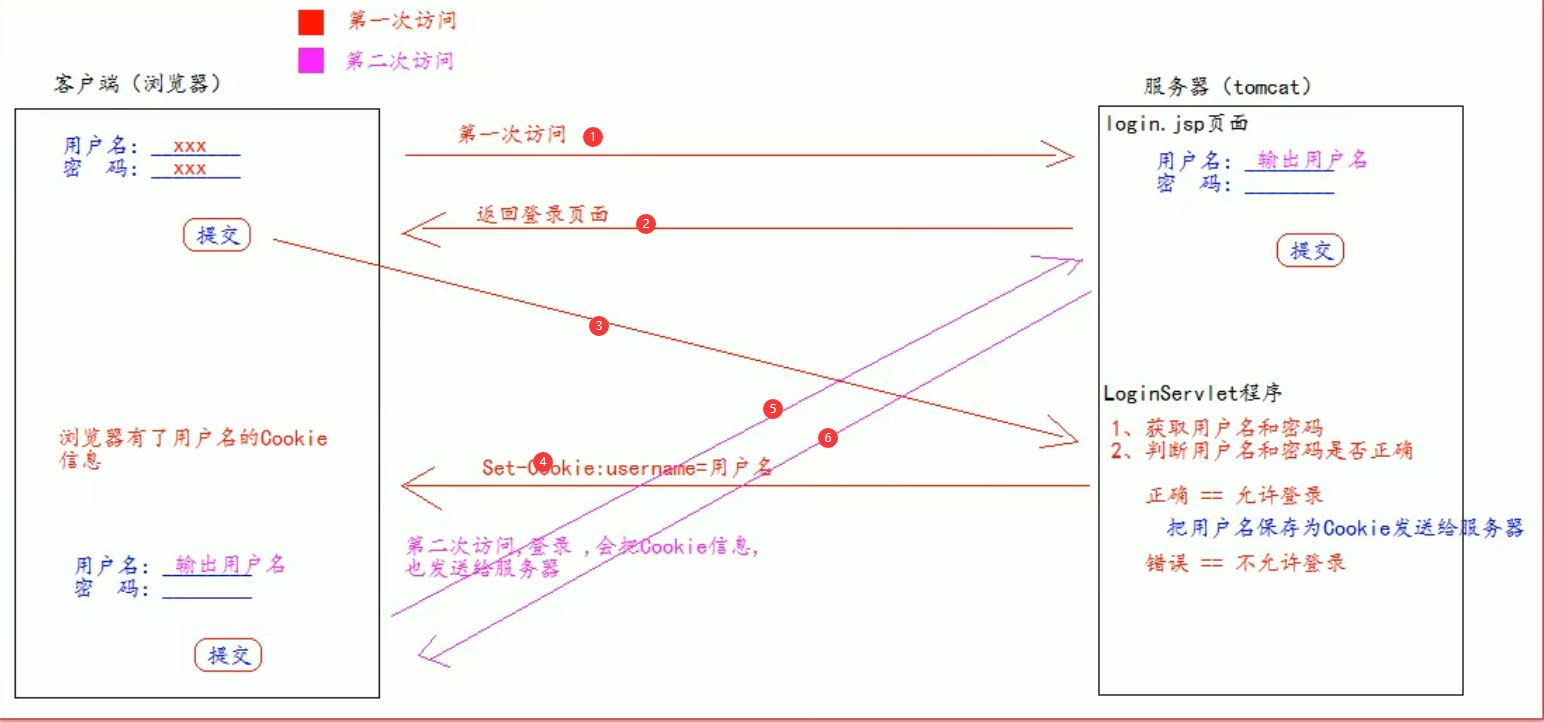 第一次访问
第二次访问
客户端（浏览器）
用户名： xxx
密 码： xxx
提交
浏览器有了用户名的Cookie
信息
用户名： 输出用户名
密 码：
提交
第一次访问 1
返回登录页面 2
3
5
6
4
Set-Cookie:username=用户名
第二次访问,登录 ,会把Cookie信息,
也发送给服务器
服务器（tomcat）
login.jsp页面
用户名： 输出用户名
密 码：
提交
LoginServlet程序
1、获取用户名和密码
2、判断用户名和密码是否正确
正确 == 允许登录
把用户名保存为Cookie发送给服务器
错误 == 不允许登录